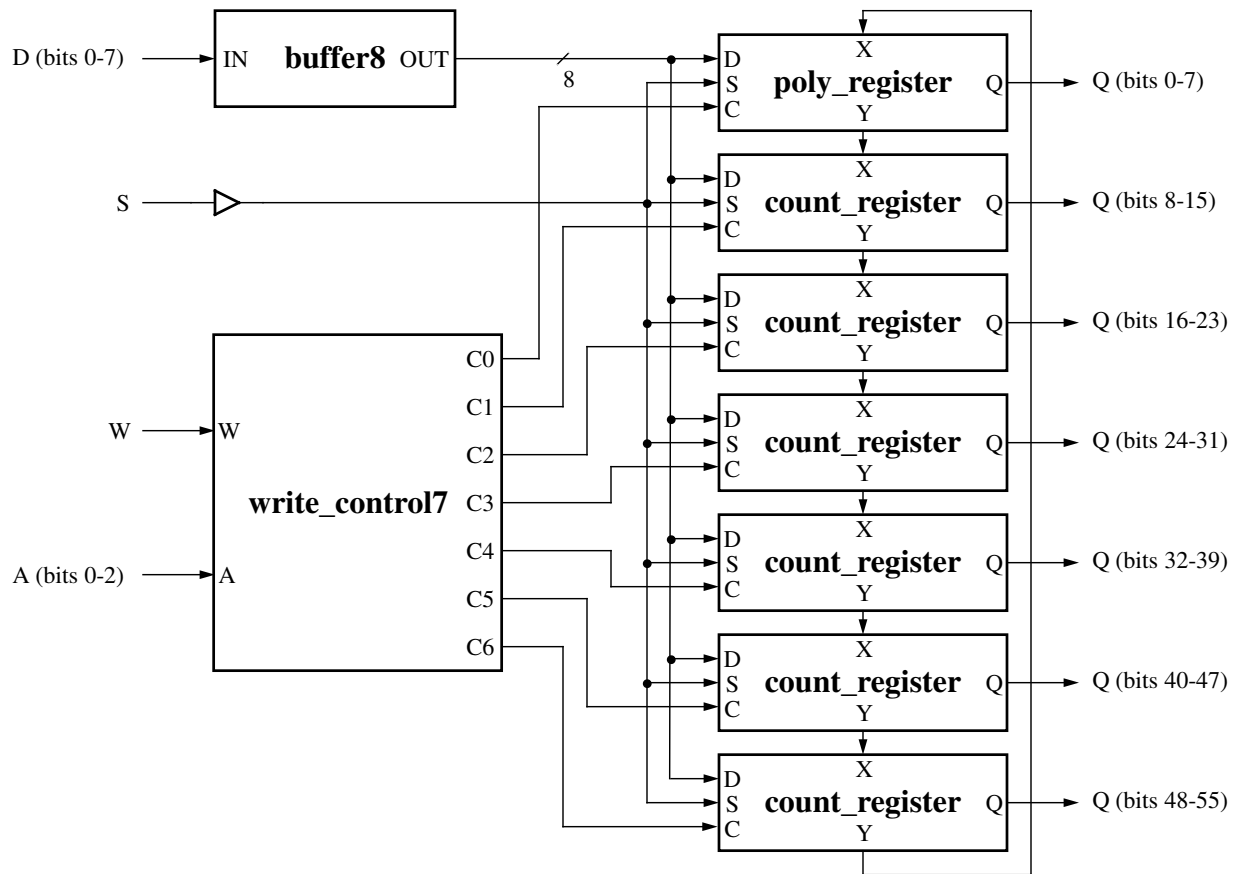 D (bits 0-7)
IN buffer8 OUT
8
S
W
A (bits 0-2)
W
A
write_control7
C0
C1
C2
C3
C4
C5
C6
X
D
S poly_register Q
C
Y
Q (bits 0-7)
X
D
S count_register Q
C
Y
Q (bits 8-15)
X
D
S count_register Q
C
Y
Q (bits 16-23)
X
D
S count_register Q
C
Y
Q (bits 24-31)
X
D
S count_register Q
C
Y
Q (bits 32-39)
X
D
S count_register Q
C
Y
Q (bits 40-47)
X
D
S count_register Q
C
Y
Q (bits 48-55)